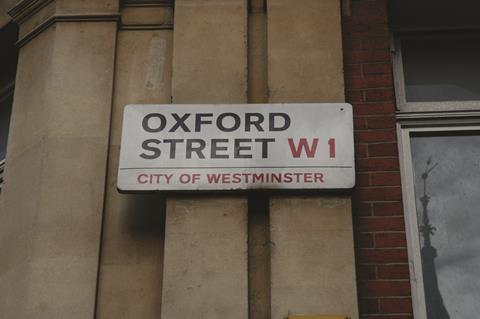 OXFORD
STREET W1
CITY OF WESTMINSTER